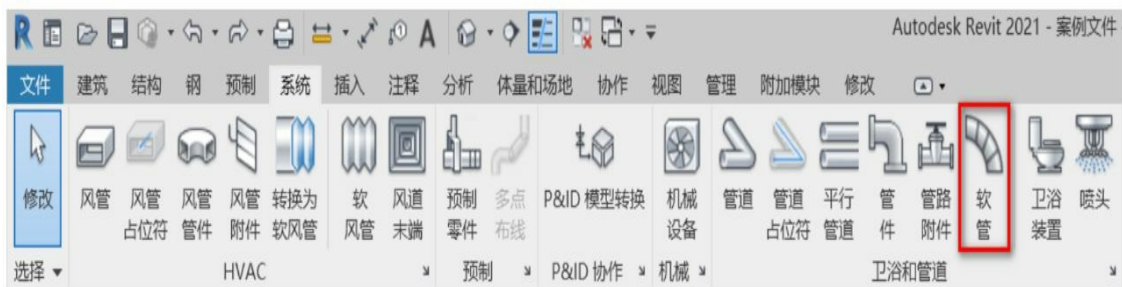 Autodesk Revit 2021 - 案例文件
文件 建筑 结构 钢 预制 系统 插入 注释 分析 体量和场地 协作 视图 管理 附加模块 修改
修改 风管 风管 风管 风管 转换为 软 风道 预制 多点 P&ID 模型转换 机械 管道 管道 平行 管 管路 软 卫浴 喷头
占位符 管件 附件 软风管 风管 末端 零件 布线 设备 占位符 管道 件 附件 管 装置
选择 HVAC 预制 P&ID 协作 机械 卫浴和管道